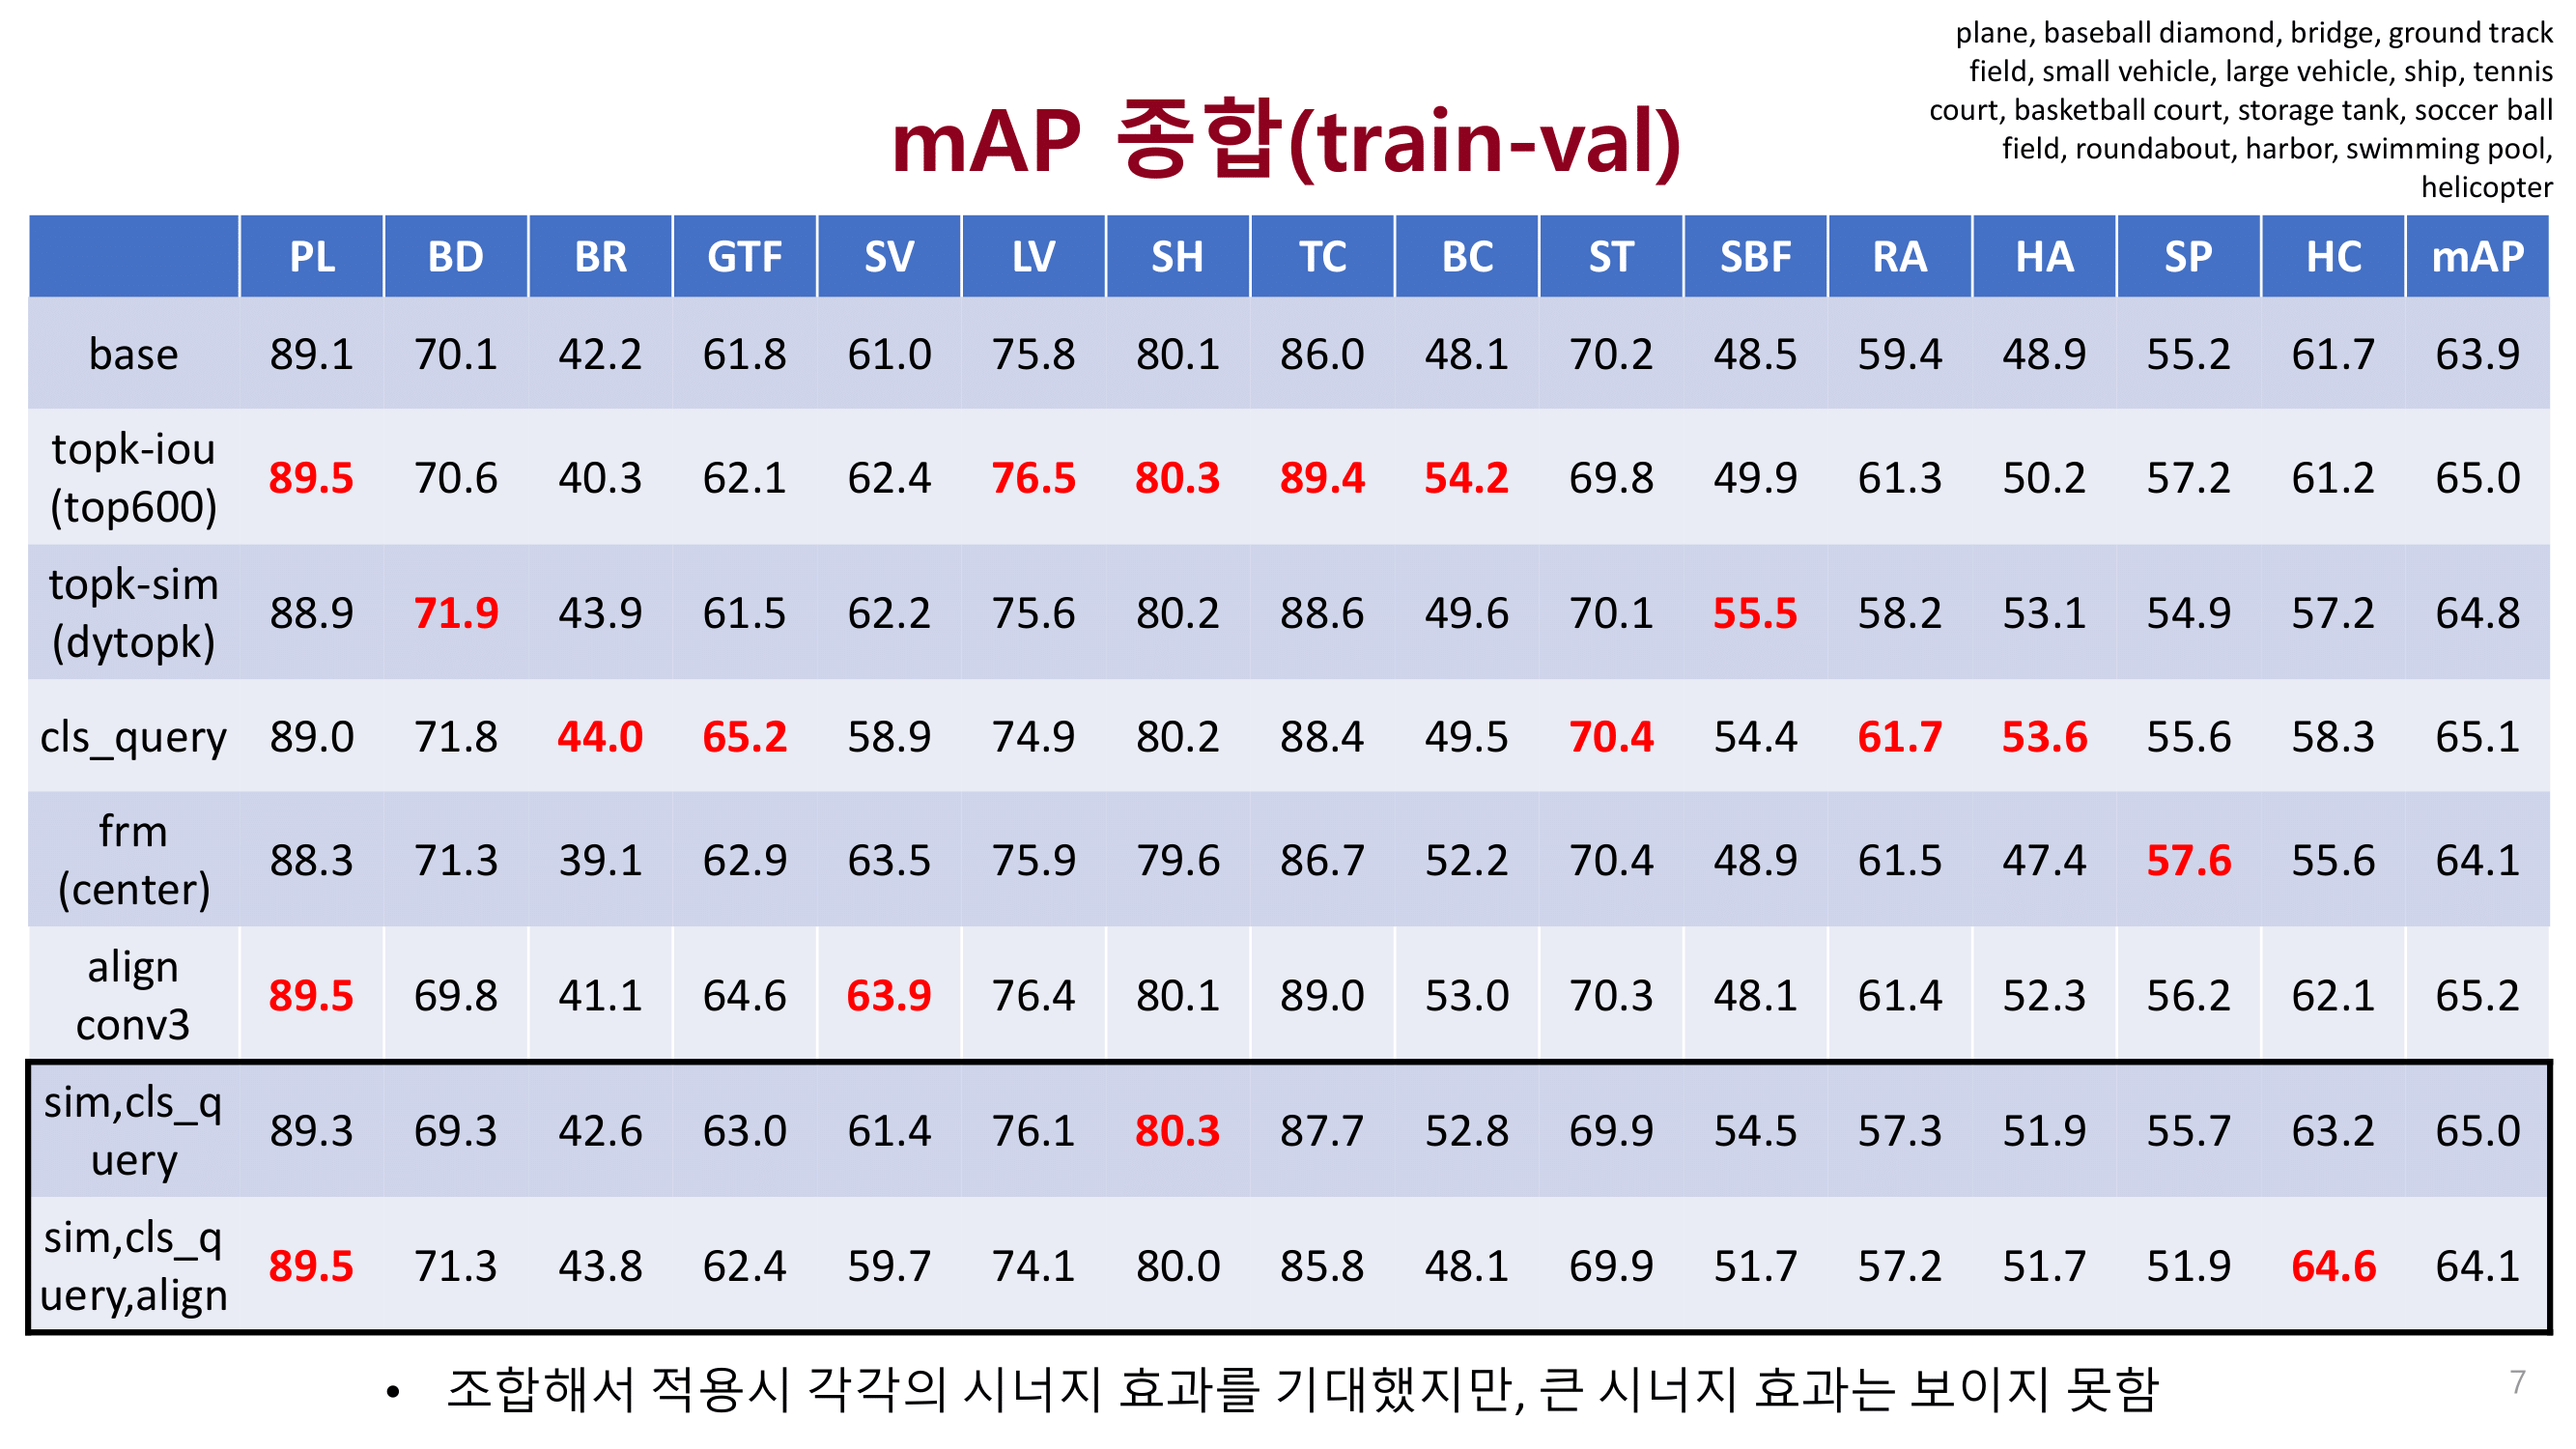 plane, baseball diamond, bridge, ground track
field, small vehicle, large vehicle, ship, tennis
court, basketball court, storage tank, soccer ball
field, roundabout, harbor, swimming pool,
helicopter
mAP 종합(train-val)
PL BD BR GTF SV LV SH TC BC ST SBF RA HA SP HC mAP
base 89.1 70.1 42.2 61.8 61.0 75.8 80.1 86.0 48.1 70.2 48.5 59.4 48.9 55.2 61.7 63.9
topk-iou
(top600) 89.5 70.6 40.3 62.1 62.4 76.5 80.3 89.4 54.2 69.8 49.9 61.3 50.2 57.2 61.2 65.0
topk-sim
(dytopk) 88.9 71.9 43.9 61.5 62.2 75.6 80.2 88.6 49.6 70.1 55.5 58.2 53.1 54.9 57.2 64.8
cls_query 89.0 71.8 44.0 65.2 58.9 74.9 80.2 88.4 49.5 70.4 54.4 61.7 53.6 55.6 58.3 65.1
frm
(center) 88.3 71.3 39.1 62.9 63.5 75.9 79.6 86.7 52.2 70.4 48.9 61.5 47.4 57.6 55.6 64.1
align
conv3 89.5 69.8 41.1 64.6 63.9 76.4 80.1 89.0 53.0 70.3 48.1 61.4 52.3 56.2 62.1 65.2
sim,cls_q
uery 89.3 69.3 42.6 63.0 61.4 76.1 80.3 87.7 52.8 69.9 54.5 57.3 51.9 55.7 63.2 65.0
sim,cls_q
uery,align 89.5 71.3 43.8 62.4 59.7 74.1 80.0 85.8 48.1 69.9 51.7 57.2 51.7 51.9 64.6 64.1
• 조합해서 적용시 각각의 시너지 효과를 기대했지만, 큰 시너지 효과는 보이지 못함
7